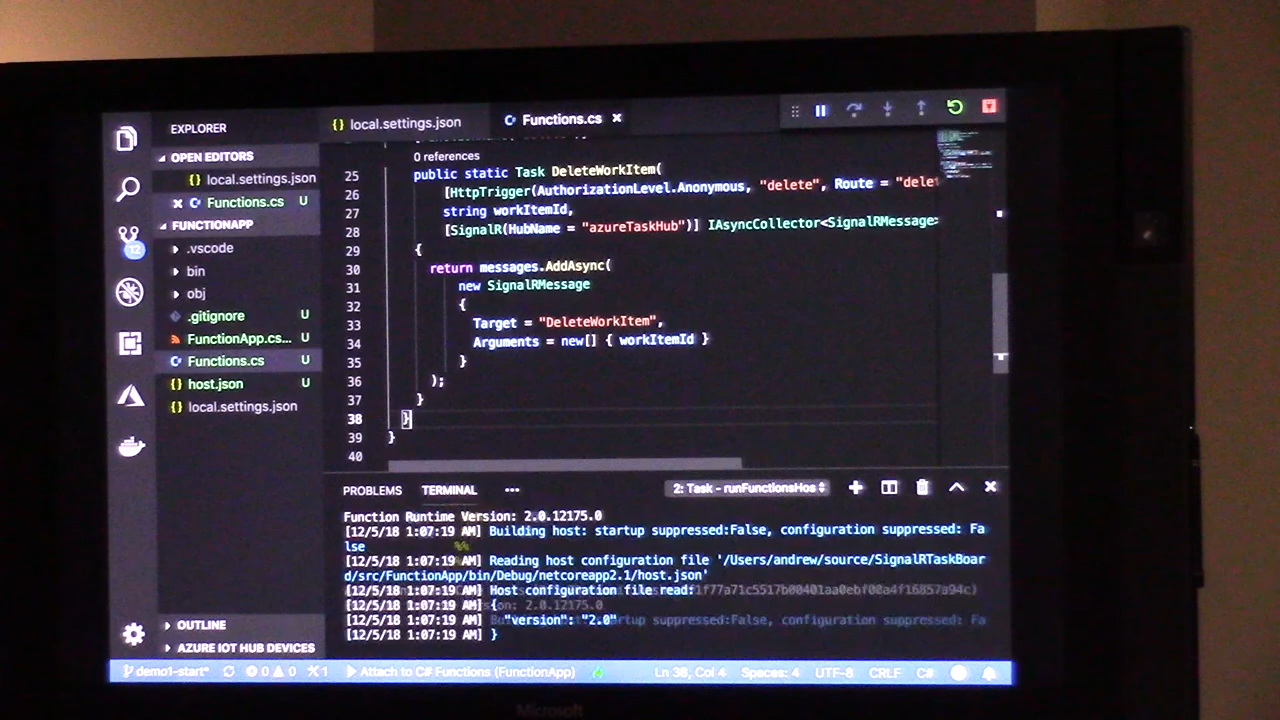 EXPLORER
OPEN EDITORS
{} local.settings.json
× Functions.cs U
FUNCTIONAPP
.vscode
bin
obj
.gitignore U
FunctionApp.cs... U
Functions.cs U
{} host.json U
{} local.settings.json
OUTLINE
AZURE IOT HUB DEVICES
12
{} local.settings.json
Functions.cs ×
0 references
25 public static Task DeleteWorkItem(
26 [HttpTrigger(AuthorizationLevel.Anonymous, "delete", Route = "delet
27 string workItemId,
28 [SignalR(HubName = "azureTaskHub")] IAsyncCollector<SignalRMessage>
29 {
30 return messages.AddAsync(
31 new SignalRMessage
32 {
33 Target = "DeleteWorkItem",
34 Arguments = new[] { workItemId }
35 }
36 );
37 }
38 }
39 }
40
PROBLEMS TERMINAL ••• 2: Task - runFunctionsHos
Function Runtime Version: 2.0.12175.0
[12/5/18 1:07:19 AM] Building host: startup suppressed:False, configuration suppressed: Fa
lse %%
[12/5/18 1:07:19 AM] Reading host configuration file '/Users/andrew/source/SignalRTaskBoar
d/src/FunctionApp/bin/Debug/netcoreapp2.1/host.json'
[12/5/18 1:07:19 AM] Host configuration file read:
[12/5/18 1:07:19 AM] {
[12/5/18 1:07:19 AM] "version": "2.0"
[12/5/18 1:07:19 AM] }
demo1-start* 0 0 1 Attach to C# Functions (FunctionApp) Ln 38, Col 4 Spaces: 4 UTF-8 CRLF C#
Microsoft